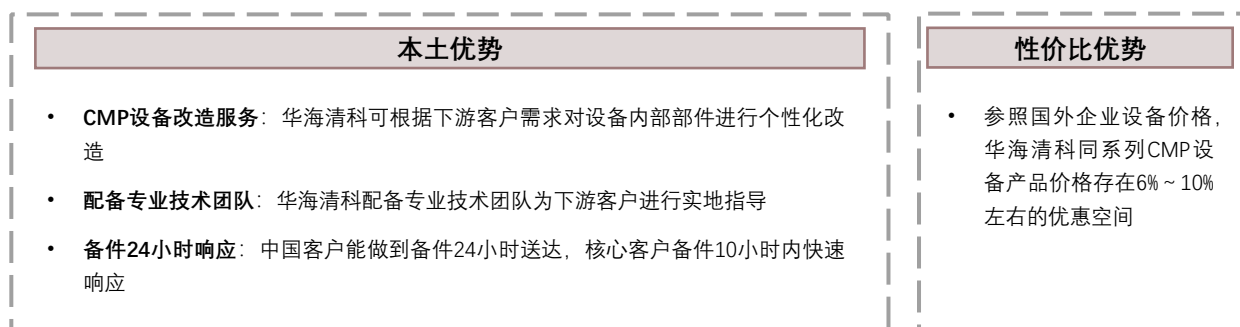 本土优势
• CMP设备改造服务：华海清科可根据下游客户需求对设备内部部件进行个性化改
造
• 配备专业技术团队：华海清科配备专业技术团队为下游客户进行实地指导
• 备件24小时响应：中国客户能做到备件24小时送达，核心客户备件10小时内快速
响应
性价比优势
• 参照国外企业设备价格，
华海清科同系列CMP设
备产品价格存在6%~10%
左右的优惠空间